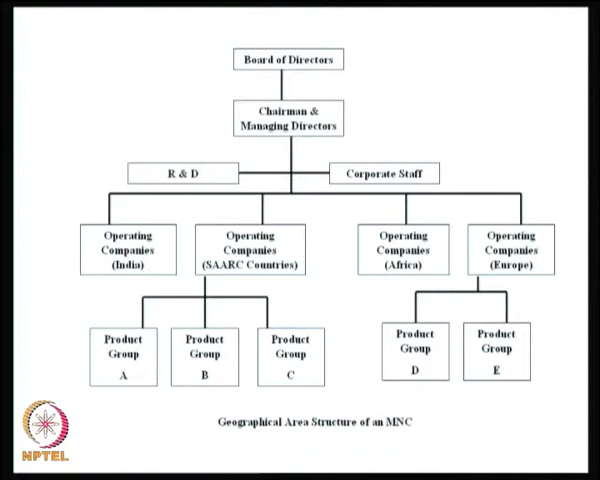 Board of Directors
Chairman &
Managing Directors
R & D
Corporate Staff
Operating
Companies
(India)
Operating
Companies
(SAARC Countries)
Operating
Companies
(Africa)
Operating
Companies
(Europe)
Product
Group
A
Product
Group
B
Product
Group
C
Product
Group
D
Product
Group
E
Geographical Area Structure of an MNC
NPTEL